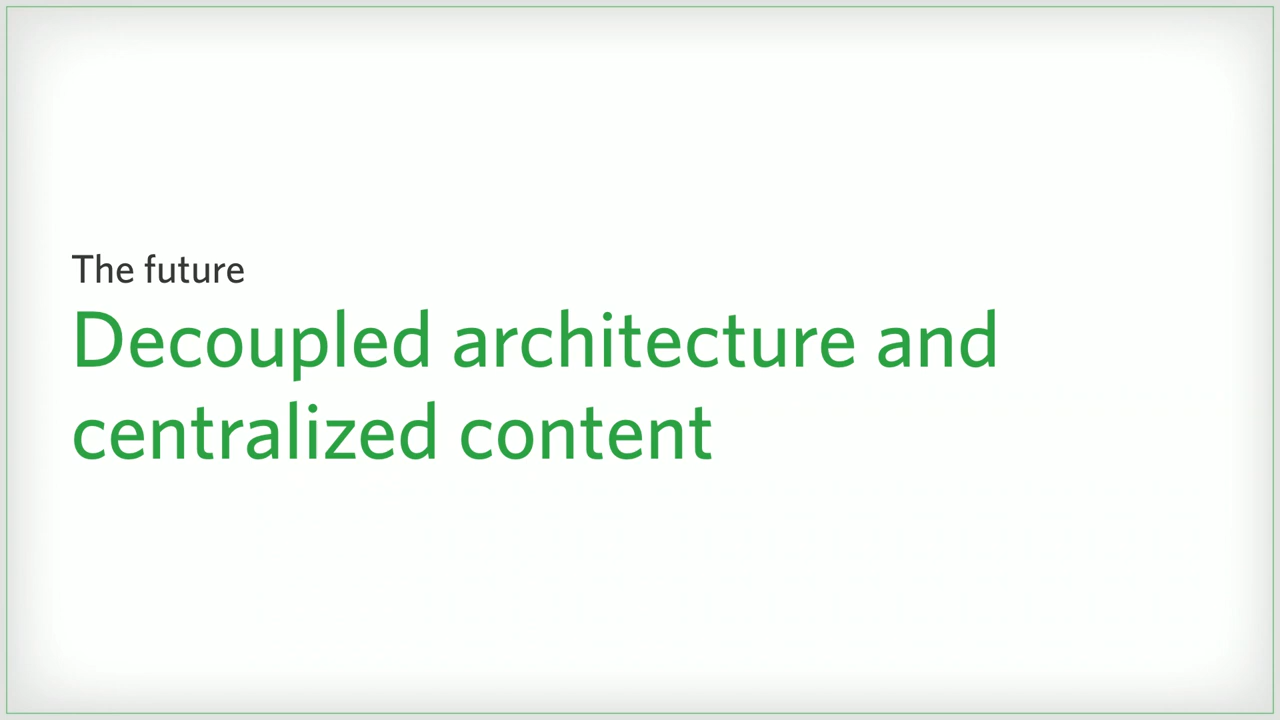 The future
Decoupled architecture and
centralized content